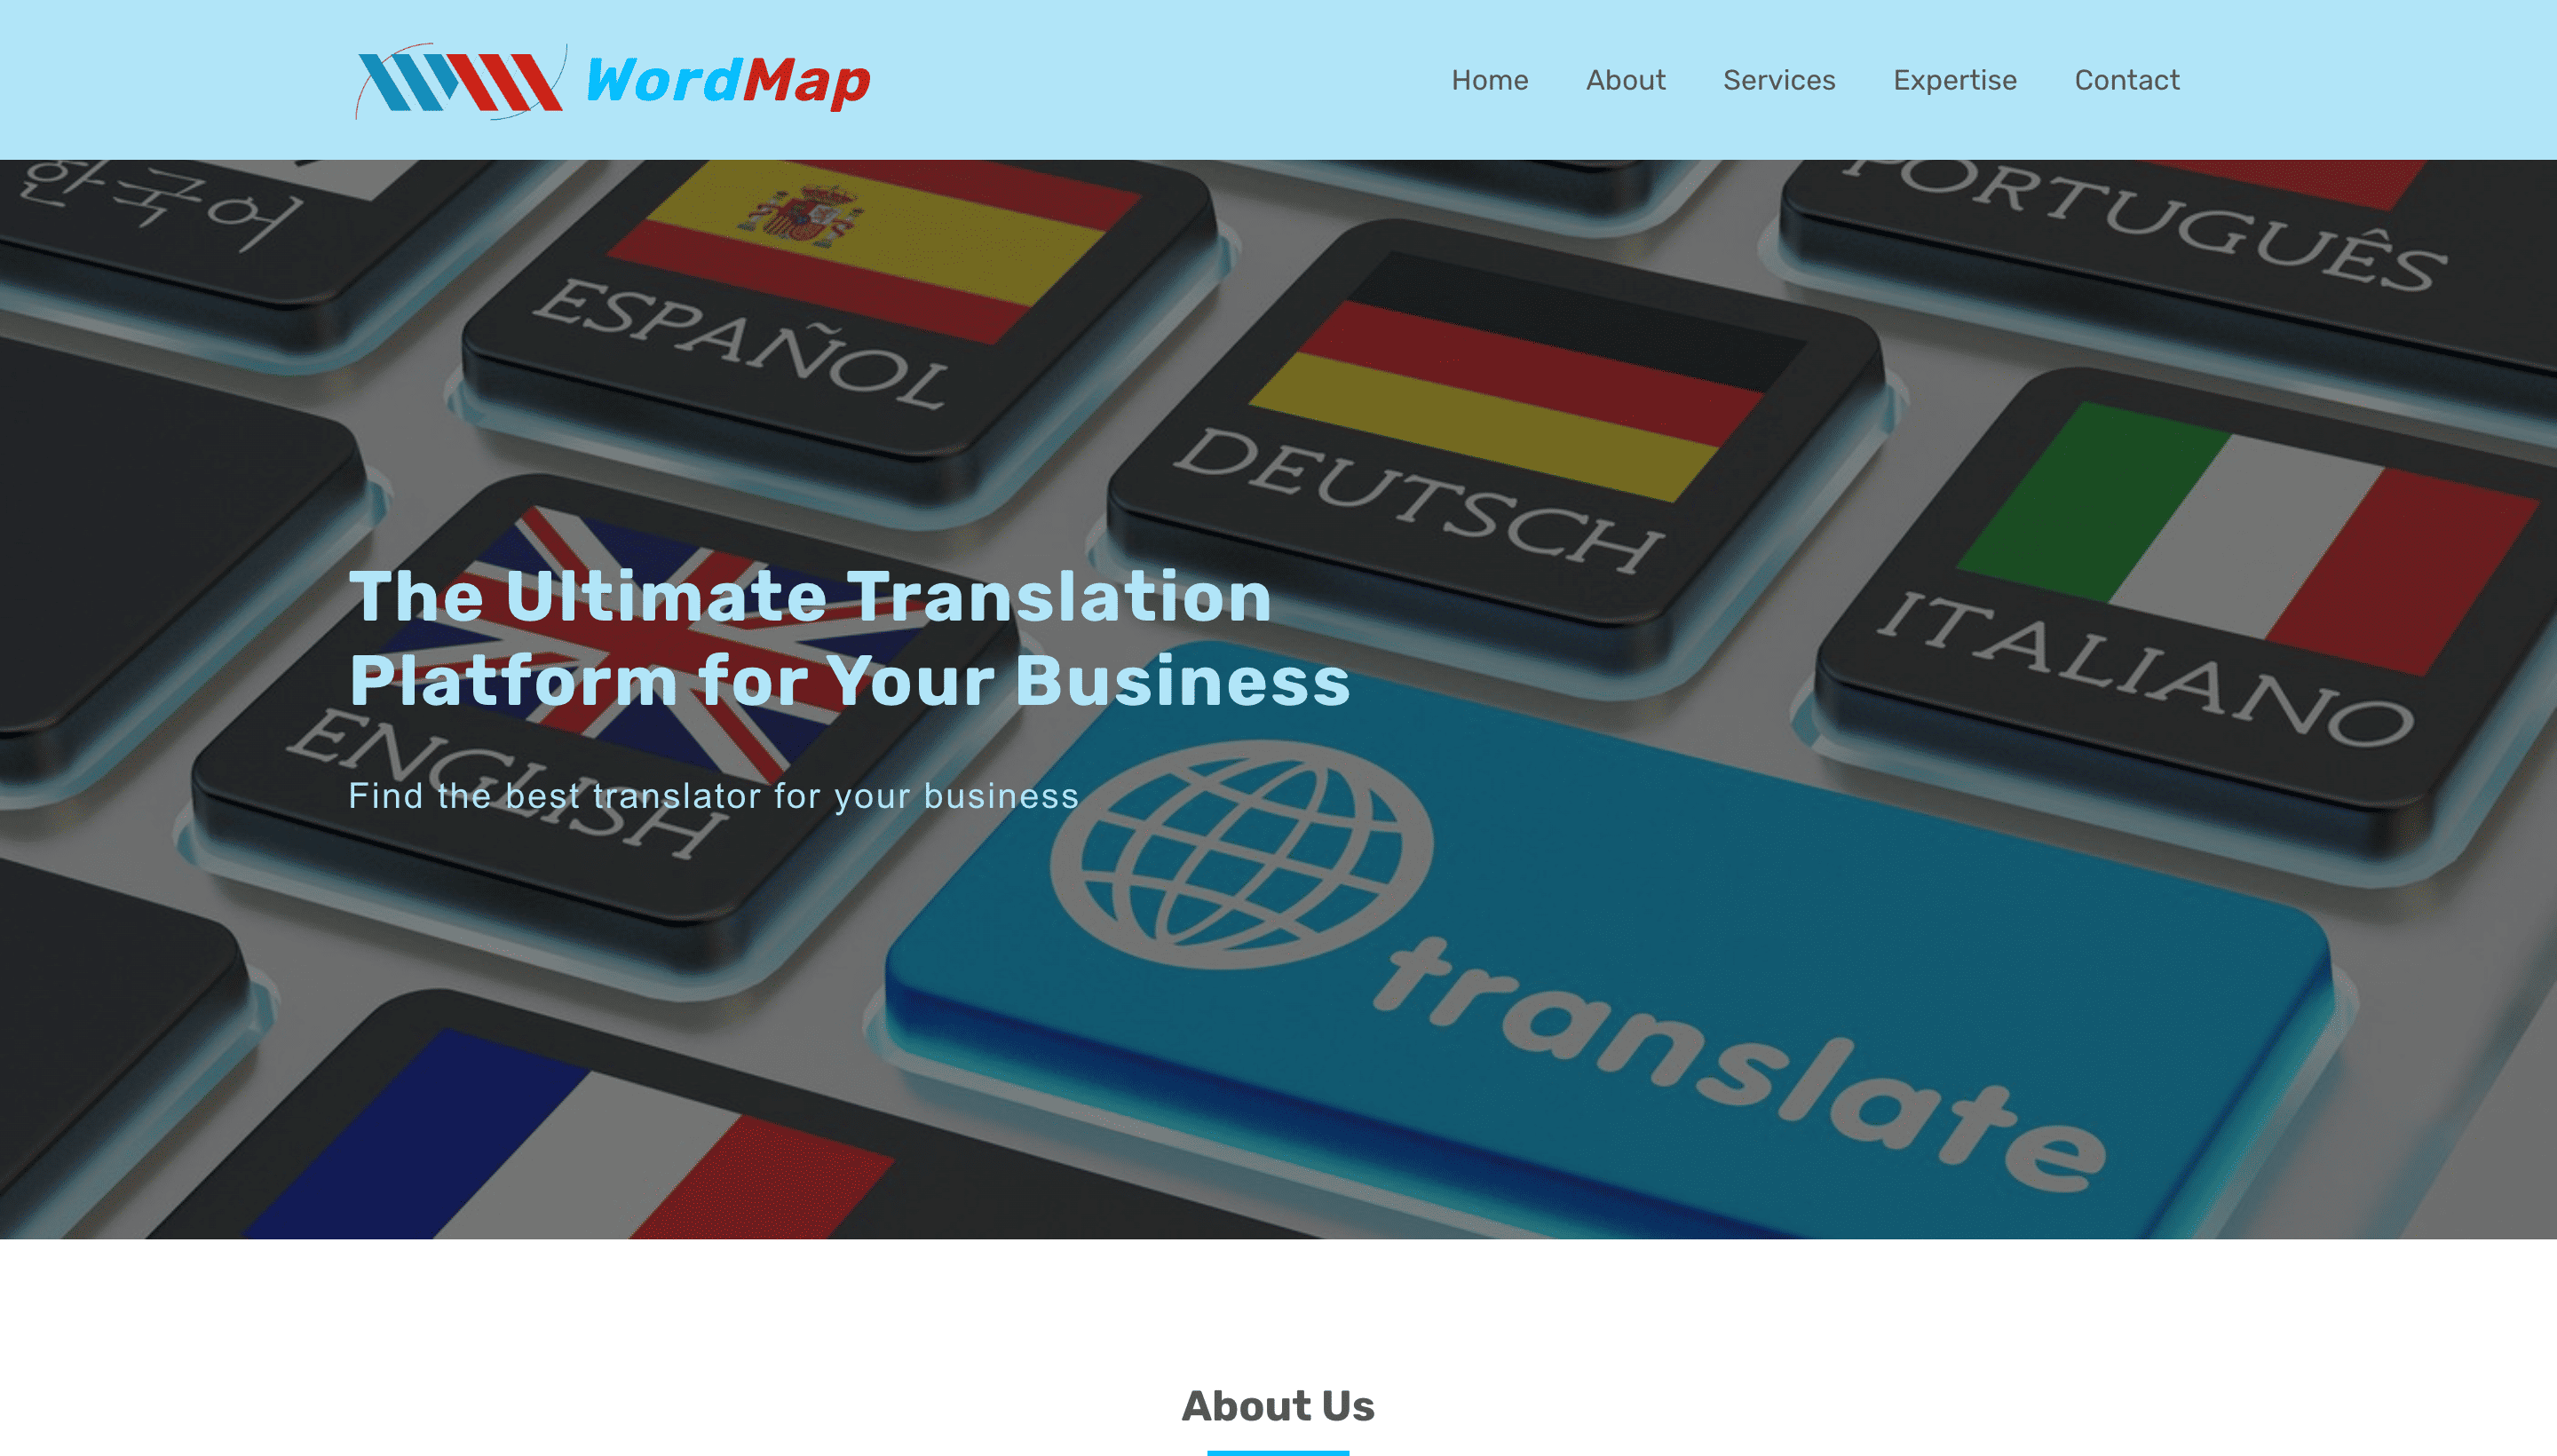 WordMap
Home
About
Services
Expertise
Contact
한국어
ESPAÑOL
PORTUGUÊS
DEUTSCH
ITALIANO
The Ultimate Translation
Platform for Your Business
ENGLISH
Find the best translator for your business
translate
About Us